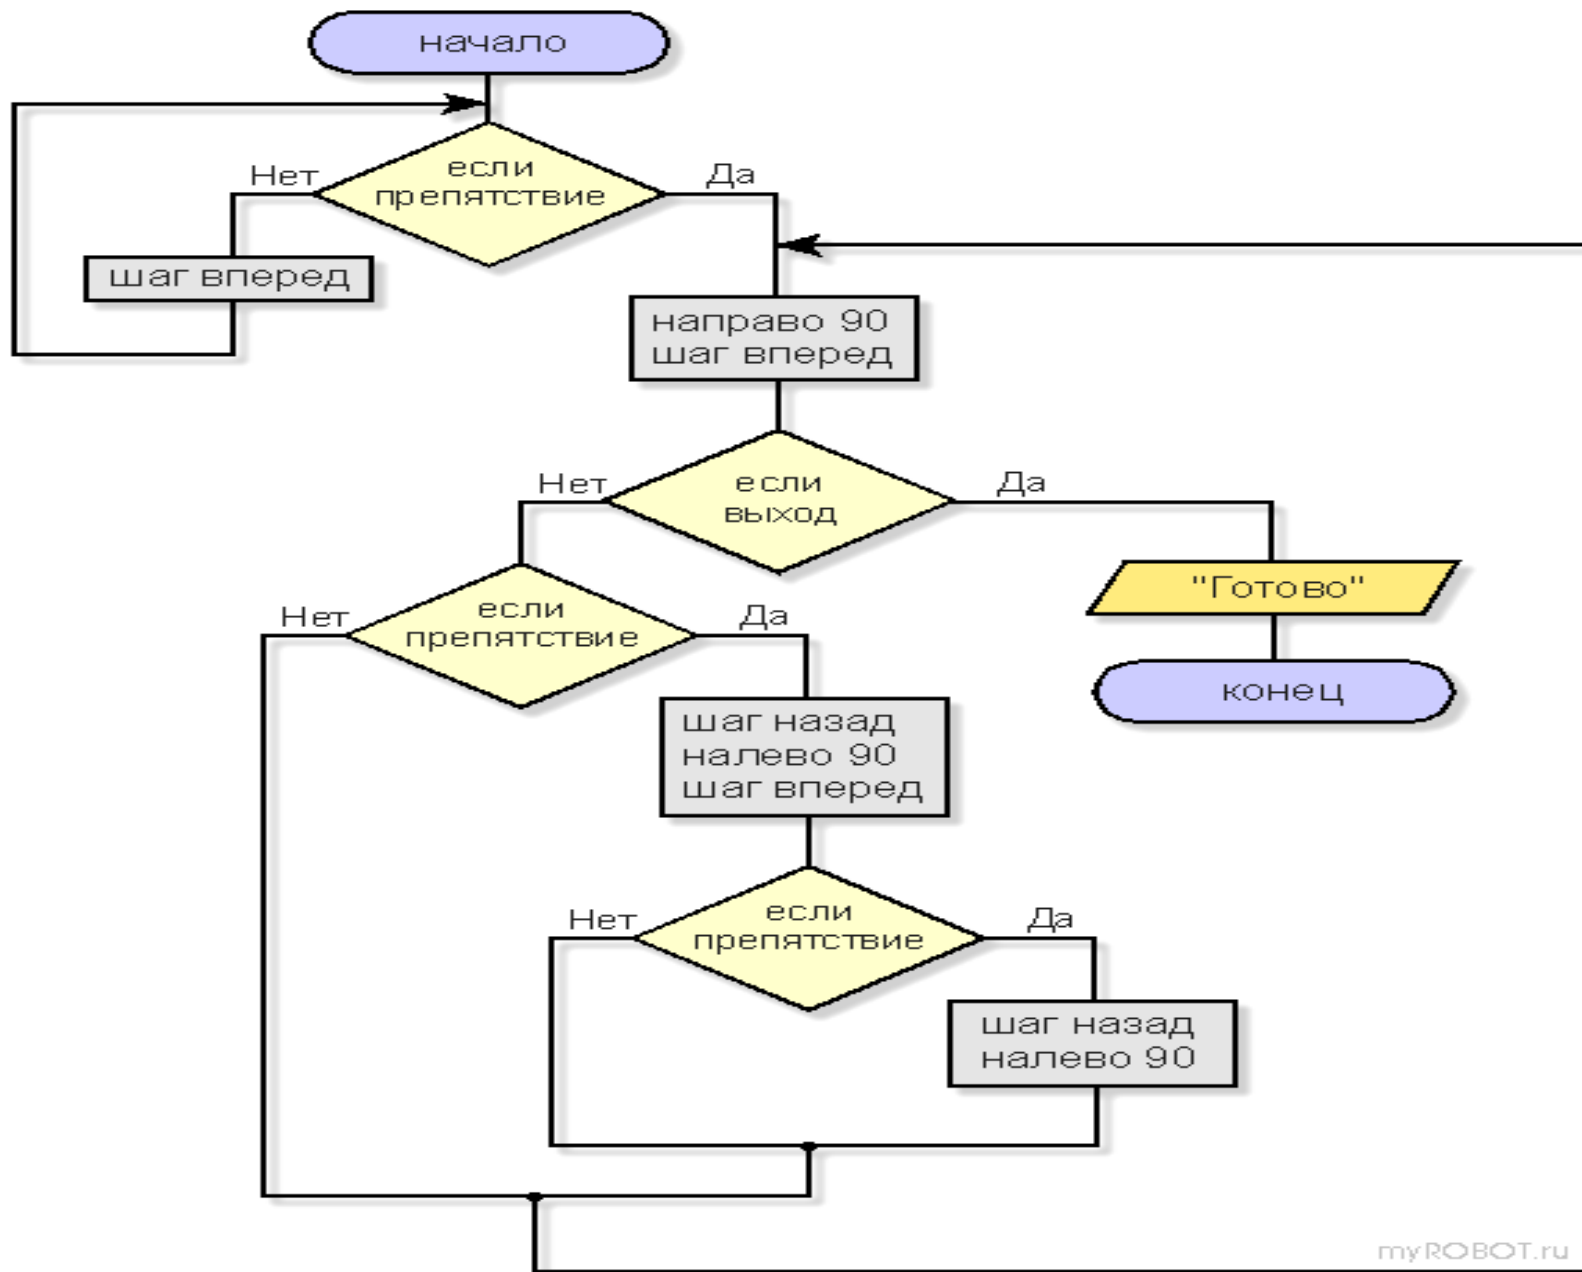 начало
если
препятствие
Нет
Да
шаг вперед
направо 90
шаг вперед
если
выход
Нет
Да
"Готово"
конец
если
препятствие
Нет
Да
шаг назад
налево 90
шаг вперед
если
препятствие
Нет
Да
шаг назад
налево 90
myROBOT.ru